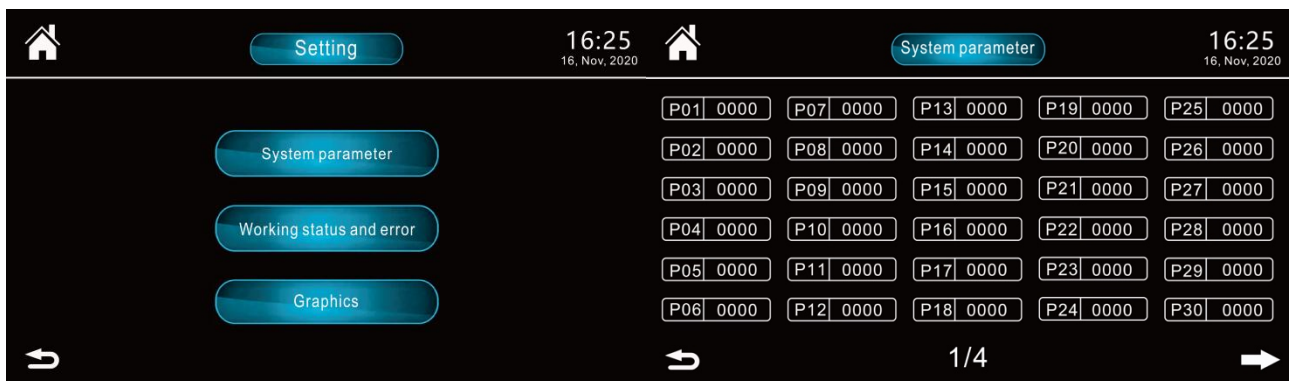 Setting
16:25
16, Nov, 2020
System parameter
Working status and error
Graphics
System parameter
16:25
16, Nov, 2020
P01 0000 P07 0000 P13 0000 P19 0000 P25 0000
P02 0000 P08 0000 P14 0000 P20 0000 P26 0000
P03 0000 P09 0000 P15 0000 P21 0000 P27 0000
P04 0000 P10 0000 P16 0000 P22 0000 P28 0000
P05 0000 P11 0000 P17 0000 P23 0000 P29 0000
P06 0000 P12 0000 P18 0000 P24 0000 P30 0000
1/4